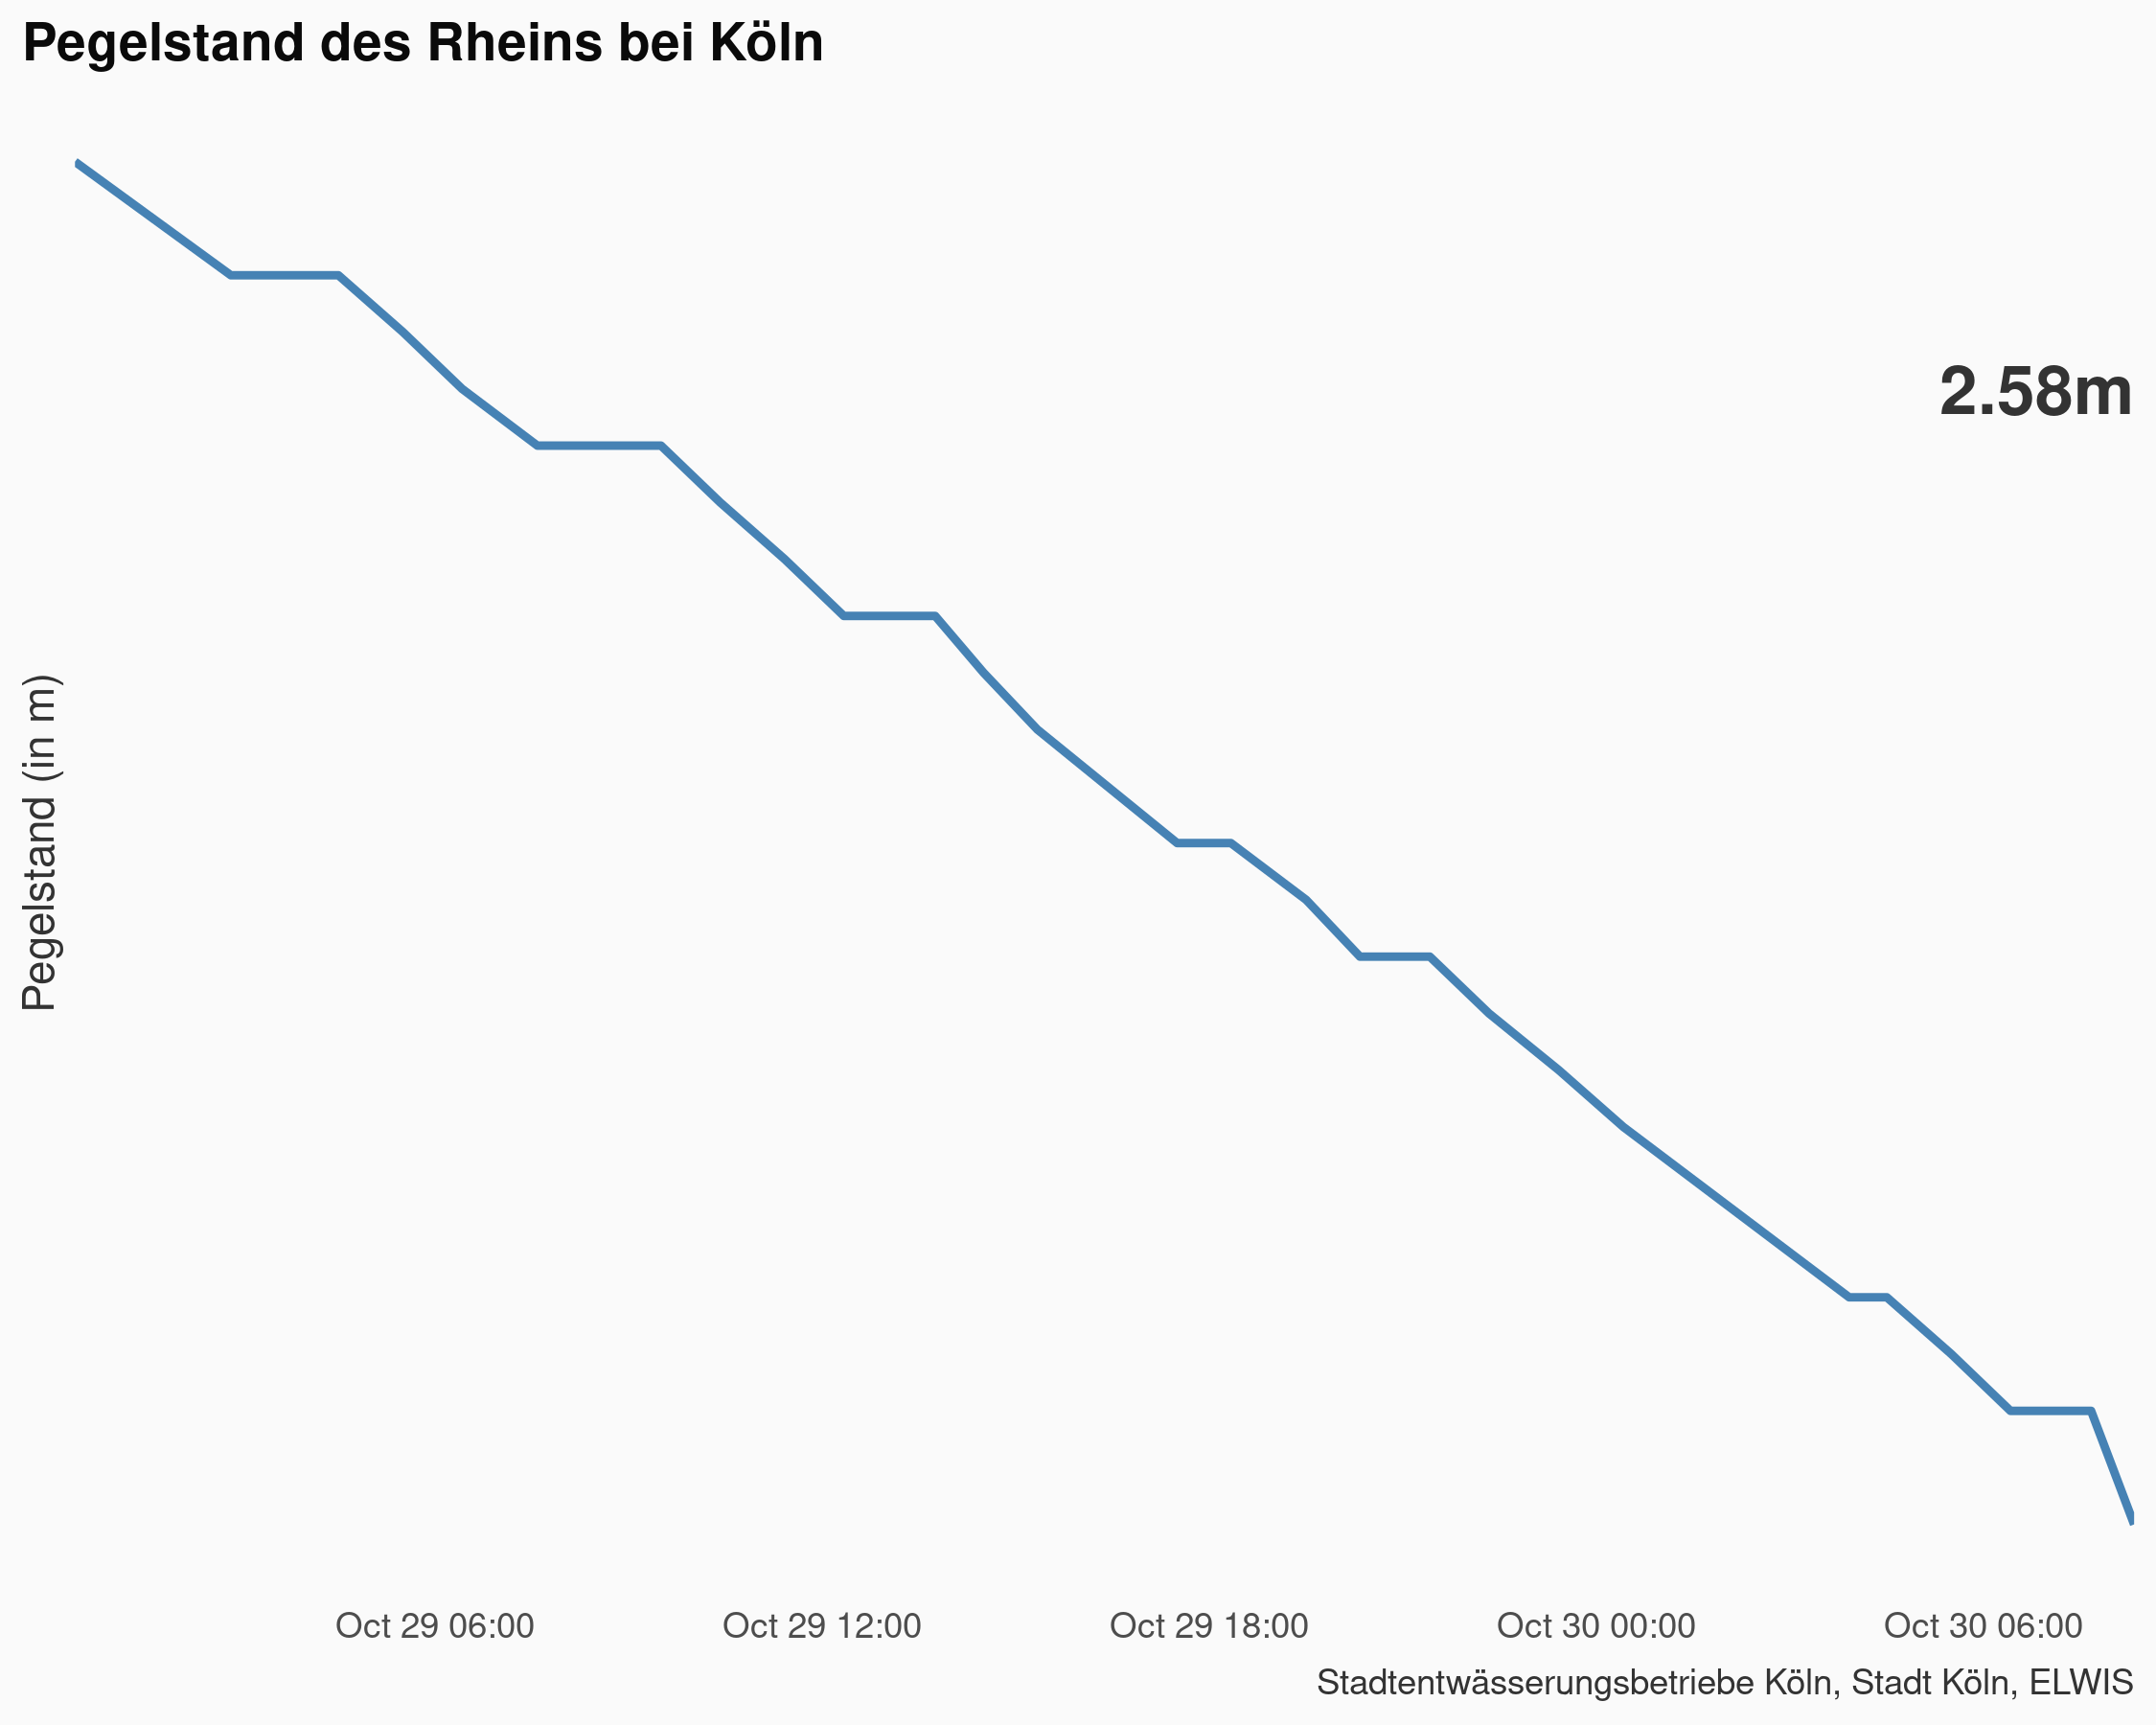 Pegelstand des Rheins bei Köln
2.58m
Pegelstand (in m)
Oct 29 06:00 Oct 29 12:00 Oct 29 18:00 Oct 30 00:00 Oct 30 06:00
Stadtentwässerungsbetriebe Köln, Stadt Köln, ELWIS